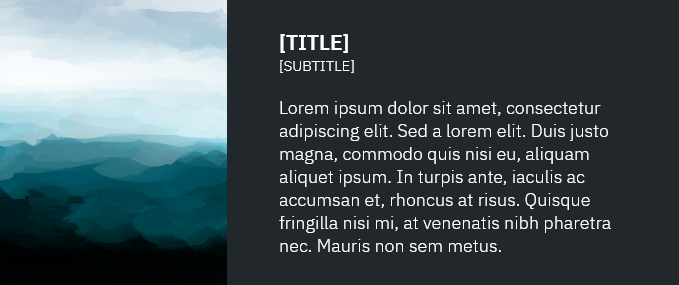 [TITLE]
[SUBTITLE]
Lorem ipsum dolor sit amet, consectetur
adipiscing elit. Sed a lorem elit. Duis justo
magna, commodo quis nisi eu, aliquam
aliquet ipsum. In turpis ante, iaculis ac
accumsan et, rhoncus at risus. Quisque
fringilla nisi mi, at venenatis nibh pharetra
nec. Mauris non sem metus.